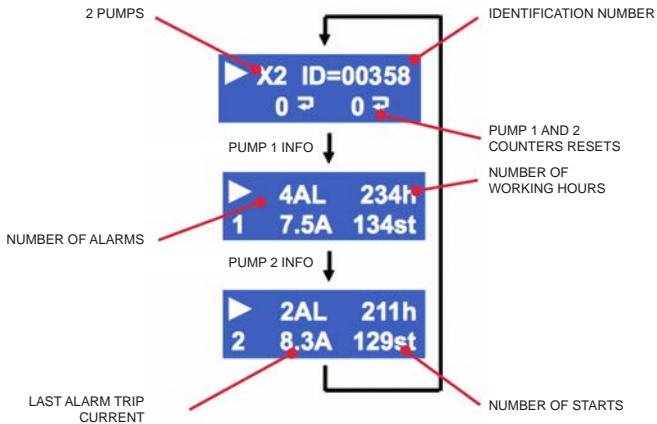 2 PUMPS
IDENTIFICATION NUMBER
X2 ID=00358
0 0
PUMP 1 AND 2
COUNTERS RESETS
PUMP 1 INFO
NUMBER OF
WORKING HOURS
4AL 234h
1 7.5A 134st
NUMBER OF ALARMS
PUMP 2 INFO
2AL 211h
2 8.3A 129st
LAST ALARM TRIP
CURRENT
NUMBER OF STARTS